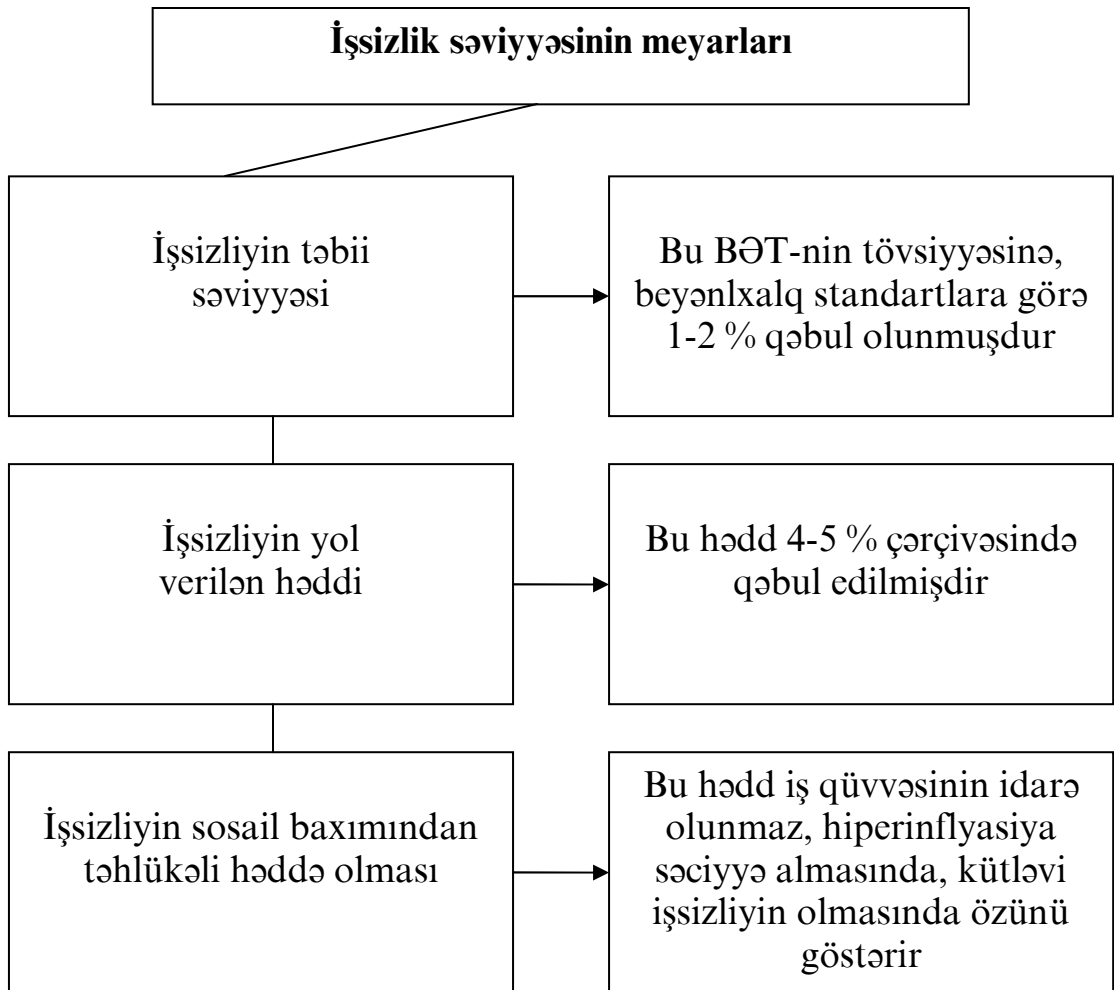 İşsizlik səviyyəsinin meyarları
İşsizliyin təbii
səviyyəsi
Bu BƏT-nin tövsiyyəsinə,
beyənlxalq standartlara görə
1-2 % qəbul olunmuşdur
İşsizliyin yol
verilən həddi
Bu hədd 4-5 % çərçivəsində
qəbul edilmişdir
İşsizliyin sosail baxımından
təhlükəli həddə olması
Bu hədd iş qüvvəsinin idarə
olunmaz, hiperinflyasiya
səciyyə almasında, kütləvi
işsizliyin olmasında özünü
göstərir